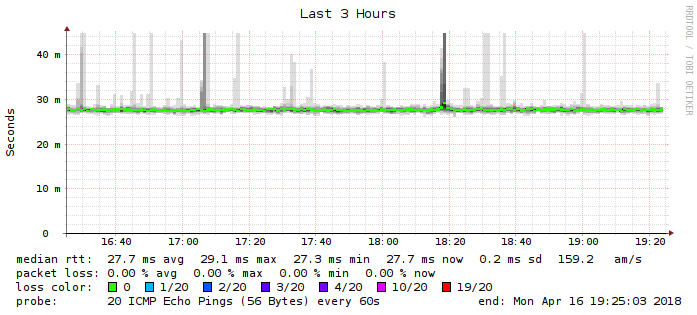 Last 3 Hours
RRDTOOL / TOBI OETIKER
Seconds
40 m
30 m
20 m
10 m
0
16:40 17:00 17:20 17:40 18:00 18:20 18:40 19:00 19:20
median rtt: 27.7 ms avg 29.1 ms max 27.3 ms min 27.7 ms now 0.2 ms sd 159.2 am/s
packet loss: 0.00 % avg 0.00 % max 0.00 % min 0.00 % now
loss color: 0 1/20 2/20 3/20 4/20 10/20 19/20
probe: 20 ICMP Echo Pings (56 Bytes) every 60s end: Mon Apr 16 19:25:03 2018